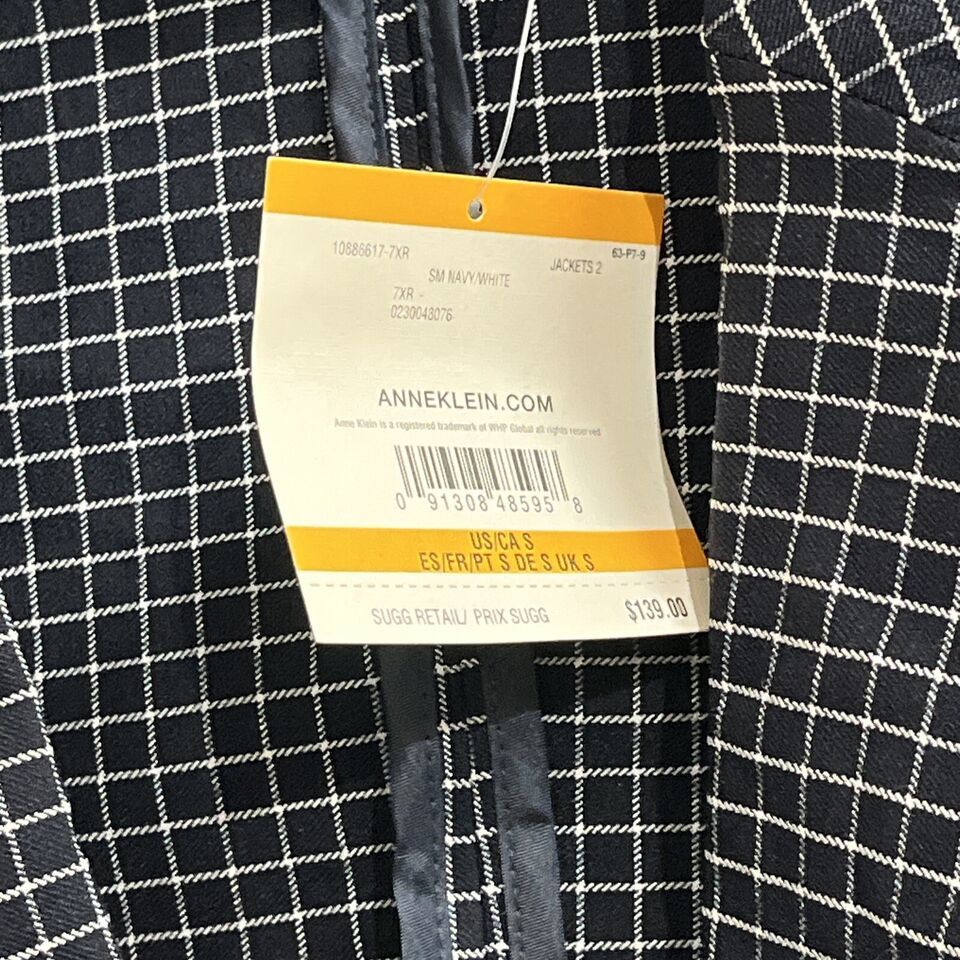 10886617-7XR
63-P7-9
SM NAVY/WHITE
JACKETS 2
7XR -
0230048076
ANNEKLEIN.COM
Anne Klein is a registered trademark of WHP Global all rights reserved
0 91308 48595 8
US/CA S
ES/FR/PT S DE S UK S
SUGG RETAIL/ PRIX SUGG $139.00